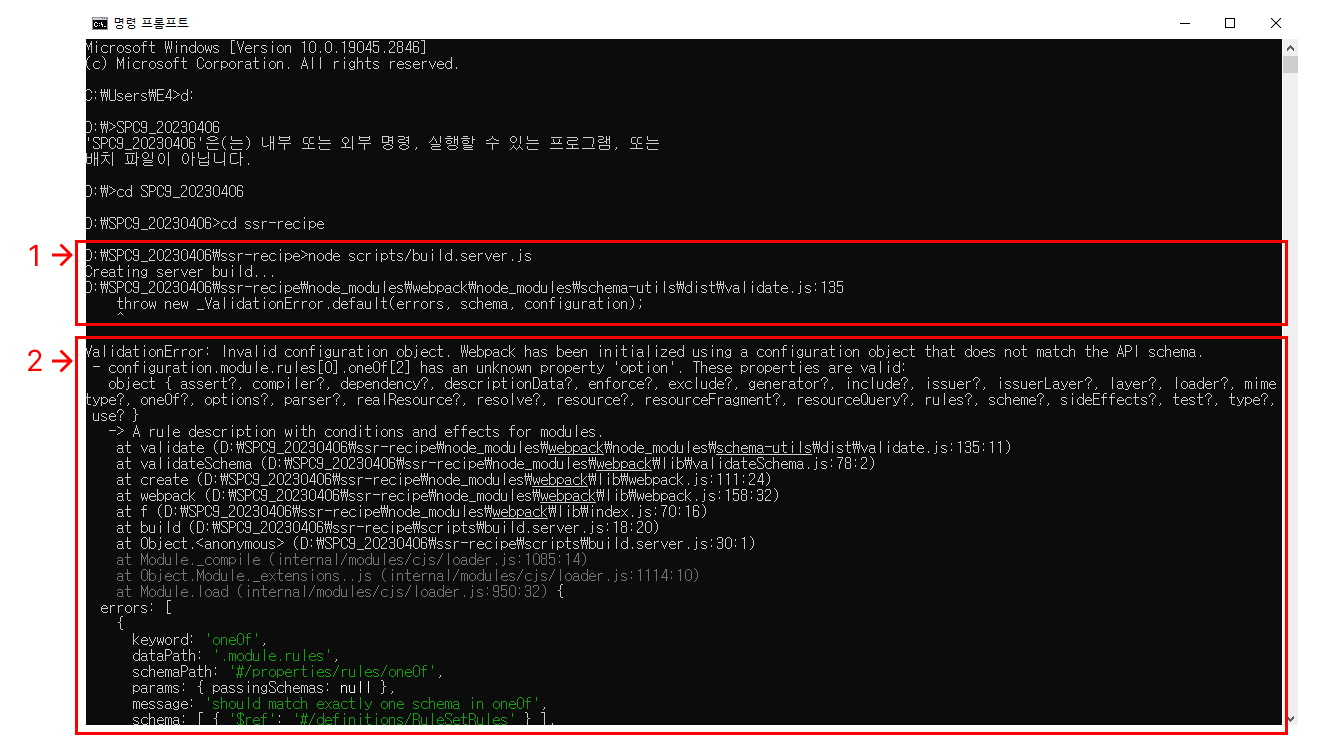 명령 프롬프트
Microsoft Windows [Version 10.0.19045.2846]
(c) Microsoft Corporation. All rights reserved.
C:₩Users₩E4>d:
D:₩>SPC9_20230406
'SPC9_20230406'은(는) 내부 또는 외부 명령, 실행할 수 있는 프로그램, 또는
배치 파일이 아닙니다.
D:₩>cd SPC9_20230406
D:₩SPC9_20230406>cd ssr-recipe
1 →
D:₩SPC9_20230406₩ssr-recipe>node scripts/build.server.js
Creating server build...
D:₩SPC9_20230406₩ssr-recipe₩node_modules₩webpack₩node_modules₩schema-utils₩dist₩validate.js:135
    throw new _ValidationError.default(errors, schema, configuration);
    ^
2 →
ValidationError: Invalid configuration object. Webpack has been initialized using a configuration object that does not match the API schema.
 - configuration.module.rules[0].oneOf[2] has an unknown property 'option'. These properties are valid:
   object { assert?, compiler?, dependency?, descriptionData?, enforce?, exclude?, generator?, include?, issuer?, issuerLayer?, layer?, loader?, mime
type?, oneOf?, options?, parser?, realResource?, resolve?, resource?, resourceFragment?, resourceQuery?, rules?, scheme?, sideEffects?, test?, type?,
 use? }
   -> A rule description with conditions and effects for modules.
    at validate (D:₩SPC9_20230406₩ssr-recipe₩node_modules₩webpack₩node_modules₩schema-utils₩dist₩validate.js:135:11)
    at validateSchema (D:₩SPC9_20230406₩ssr-recipe₩node_modules₩webpack₩lib₩validateSchema.js:78:2)
    at create (D:₩SPC9_20230406₩ssr-recipe₩node_modules₩webpack₩lib₩webpack.js:111:24)
    at webpack (D:₩SPC9_20230406₩ssr-recipe₩node_modules₩webpack₩lib₩webpack.js:158:32)
    at f (D:₩SPC9_20230406₩ssr-recipe₩node_modules₩webpack₩lib₩index.js:70:16)
    at build (D:₩SPC9_20230406₩ssr-recipe₩scripts₩build.server.js:18:20)
    at Object.<anonymous> (D:₩SPC9_20230406₩ssr-recipe₩scripts₩build.server.js:30:1)
    at Module._compile (internal/modules/cjs/loader.js:1085:14)
    at Object.Module._extensions..js (internal/modules/cjs/loader.js:1114:10)
    at Module.load (internal/modules/cjs/loader.js:950:32) {
  errors: [
    {
      keyword: 'oneOf',
      dataPath: '.module.rules',
      schemaPath: '#/properties/rules/oneOf',
      params: { passingSchemas: null },
      message: 'should match exactly one schema in oneOf',
      schema: [ { '$ref': '#/definitions/RuleSetRules' } ],